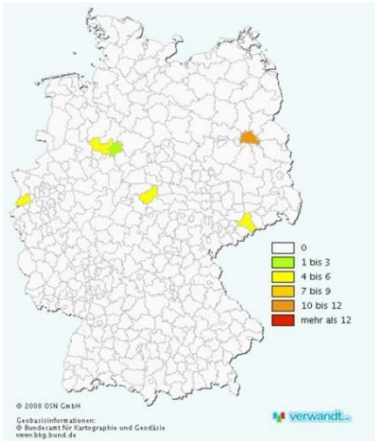 0
1 bis 3
4 bis 6
7 bis 9
10 bis 12
mehr als 12
© 2008 OSN GmbH
Geobasisinformationen:
© Bundesamt für Kartographie und Geodärie
www.bkg.bund.de
verwandt.de